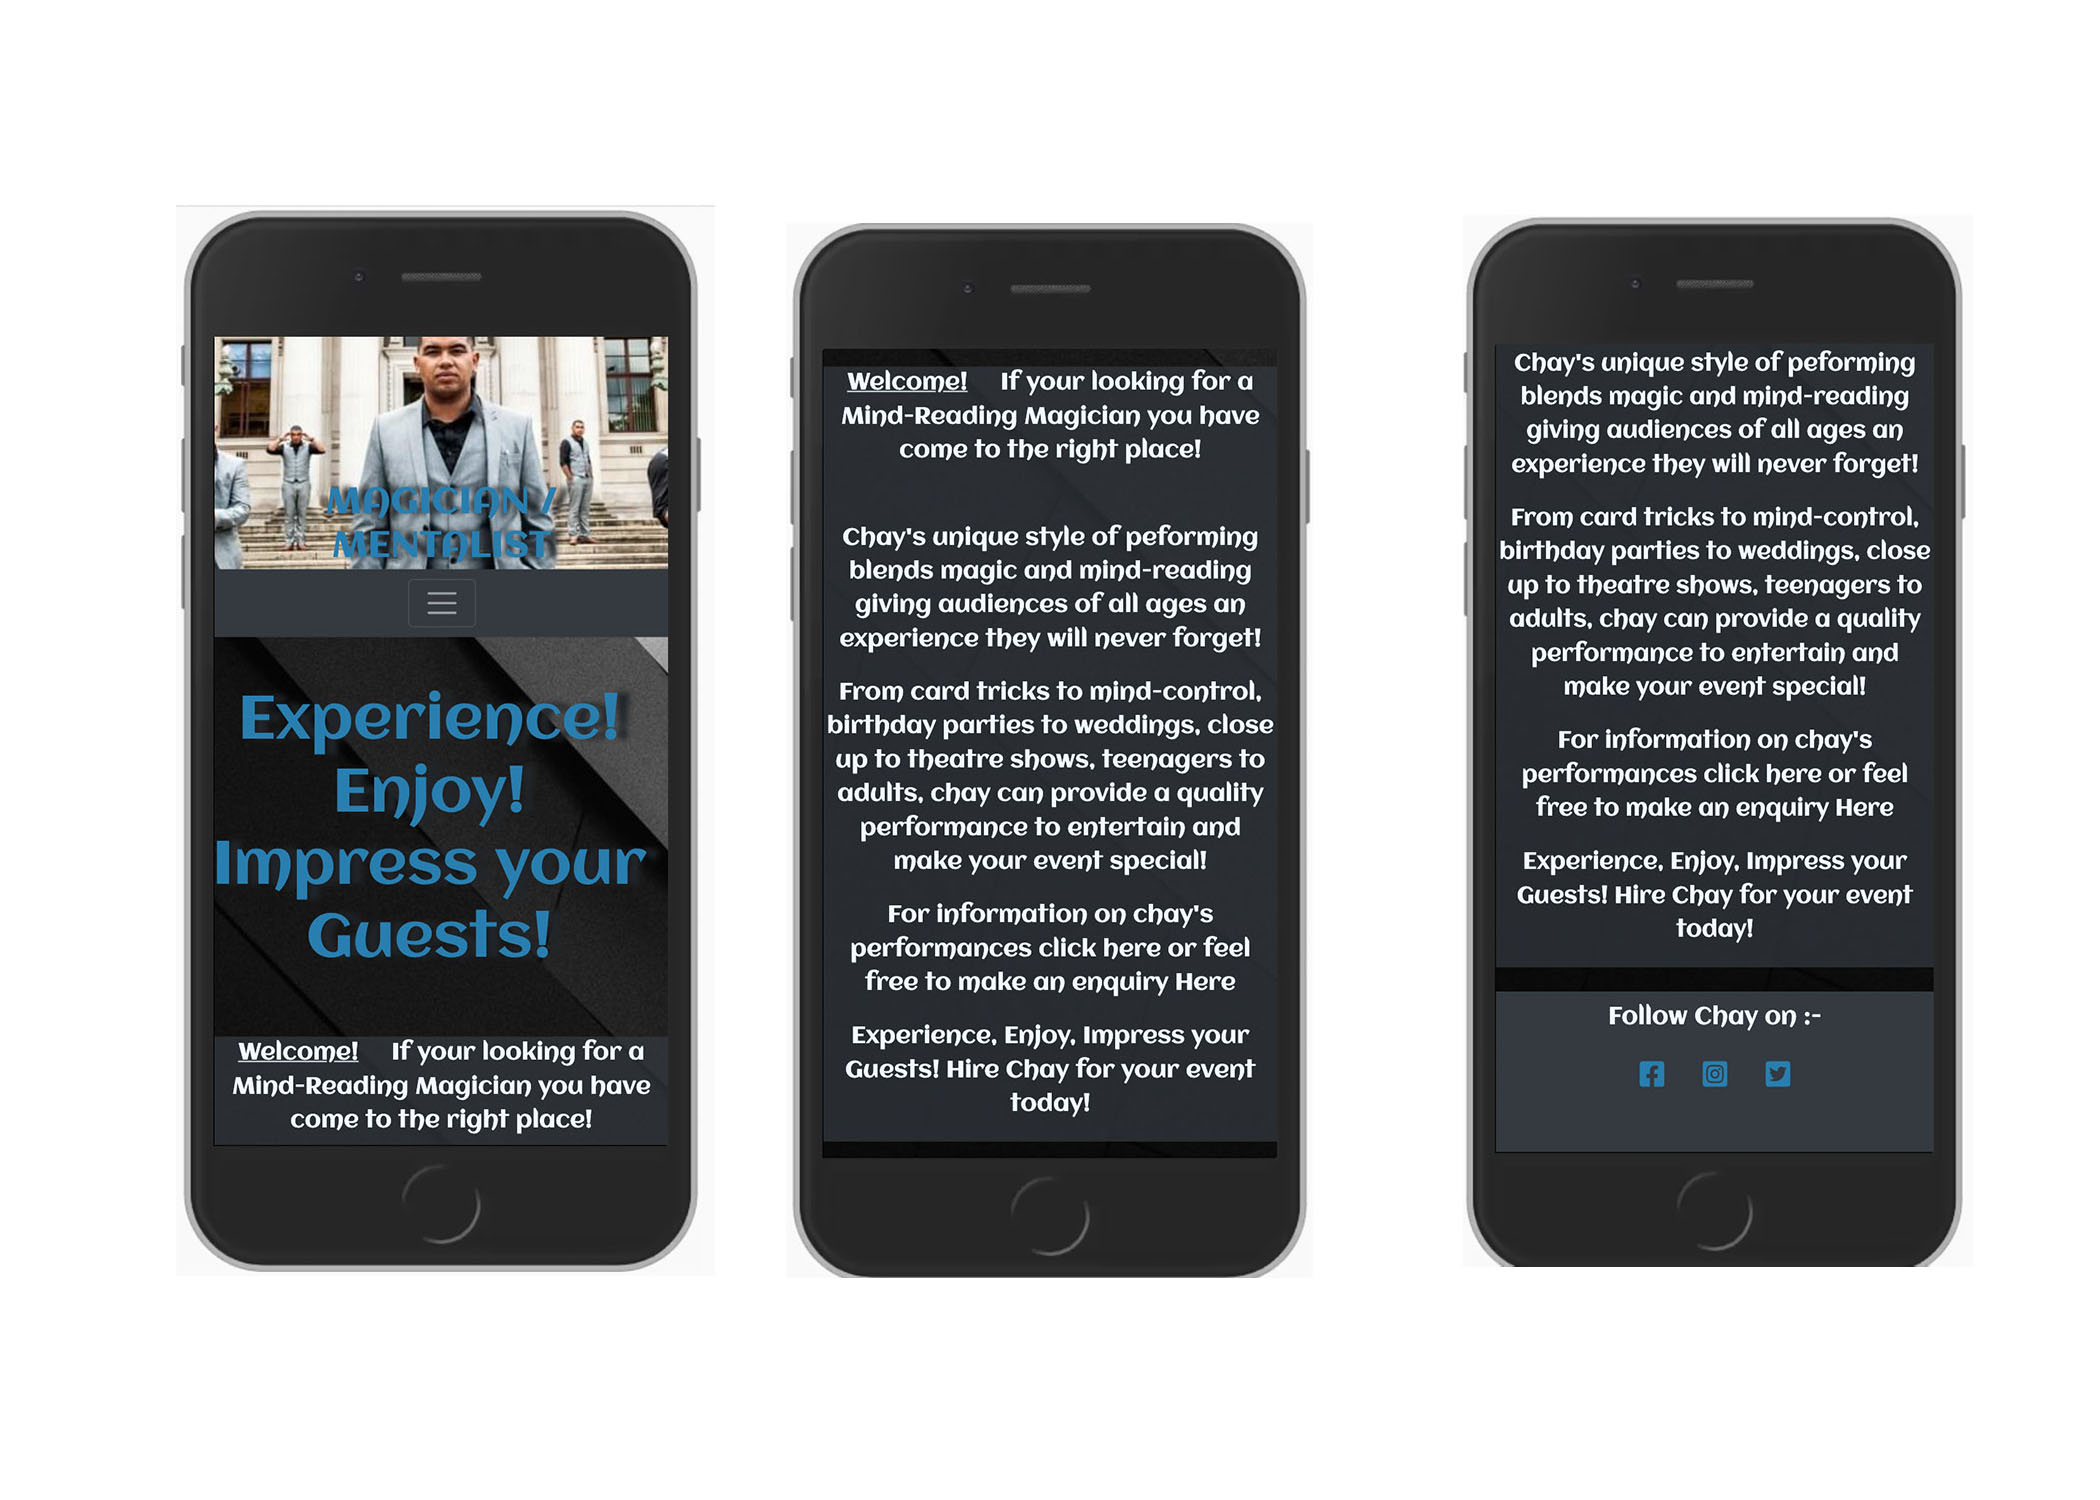 MAGICIAN /
MENTALIST
Experience!
Enjoy!
Impress your
Guests!
Welcome! If your looking for a
Mind-Reading Magician you have
come to the right place!
Welcome! If your looking for a
Mind-Reading Magician you have
come to the right place!
Chay's unique style of peforming
blends magic and mind-reading
giving audiences of all ages an
experience they will never forget!
From card tricks to mind-control,
birthday parties to weddings, close
up to theatre shows, teenagers to
adults, chay can provide a quality
performance to entertain and
make your event special!
For information on chay's
performances click here or feel
free to make an enquiry Here
Experience, Enjoy, Impress your
Guests! Hire Chay for your event
today!
Chay's unique style of peforming
blends magic and mind-reading
giving audiences of all ages an
experience they will never forget!
From card tricks to mind-control,
birthday parties to weddings, close
up to theatre shows, teenagers to
adults, chay can provide a quality
performance to entertain and
make your event special!
For information on chay's
performances click here or feel
free to make an enquiry Here
Experience, Enjoy, Impress your
Guests! Hire Chay for your event
today!
Follow Chay on :-